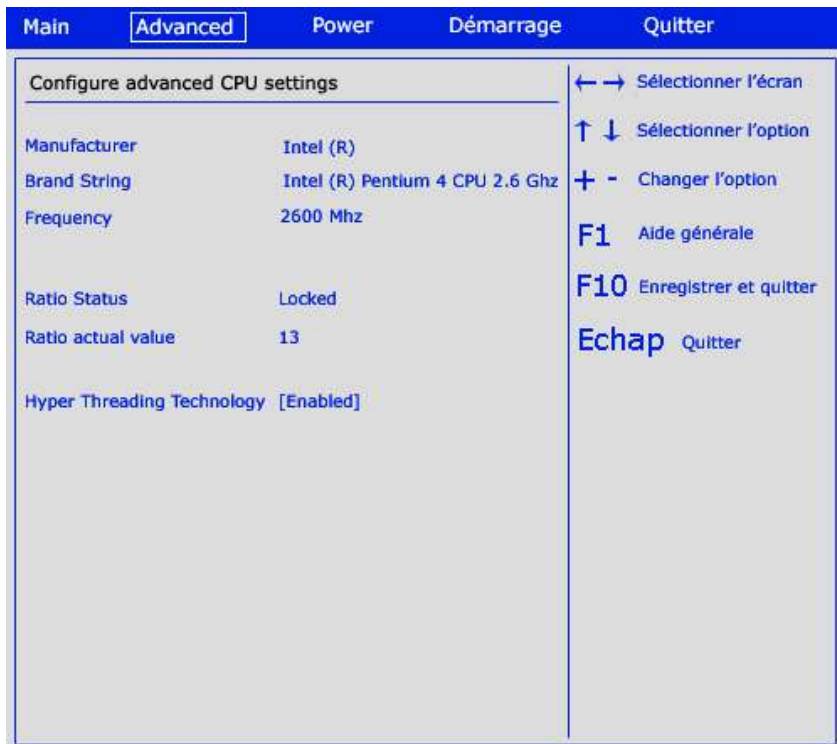 Main Advanced Power Démarrage Quitter
Configure advanced CPU settings
Manufacturer Intel (R)
Brand String Intel (R) Pentium 4 CPU 2.6 Ghz
Frequency 2600 Mhz
Ratio Status Locked
Ratio actual value 13
Hyper Threading Technology [Enabled]
←→ Sélectionner l'écran
↑ ↓ Sélectionner l'option
+ - Changer l'option
F1 Aide générale
F10 Enregistrer et quitter
Echap Quitter